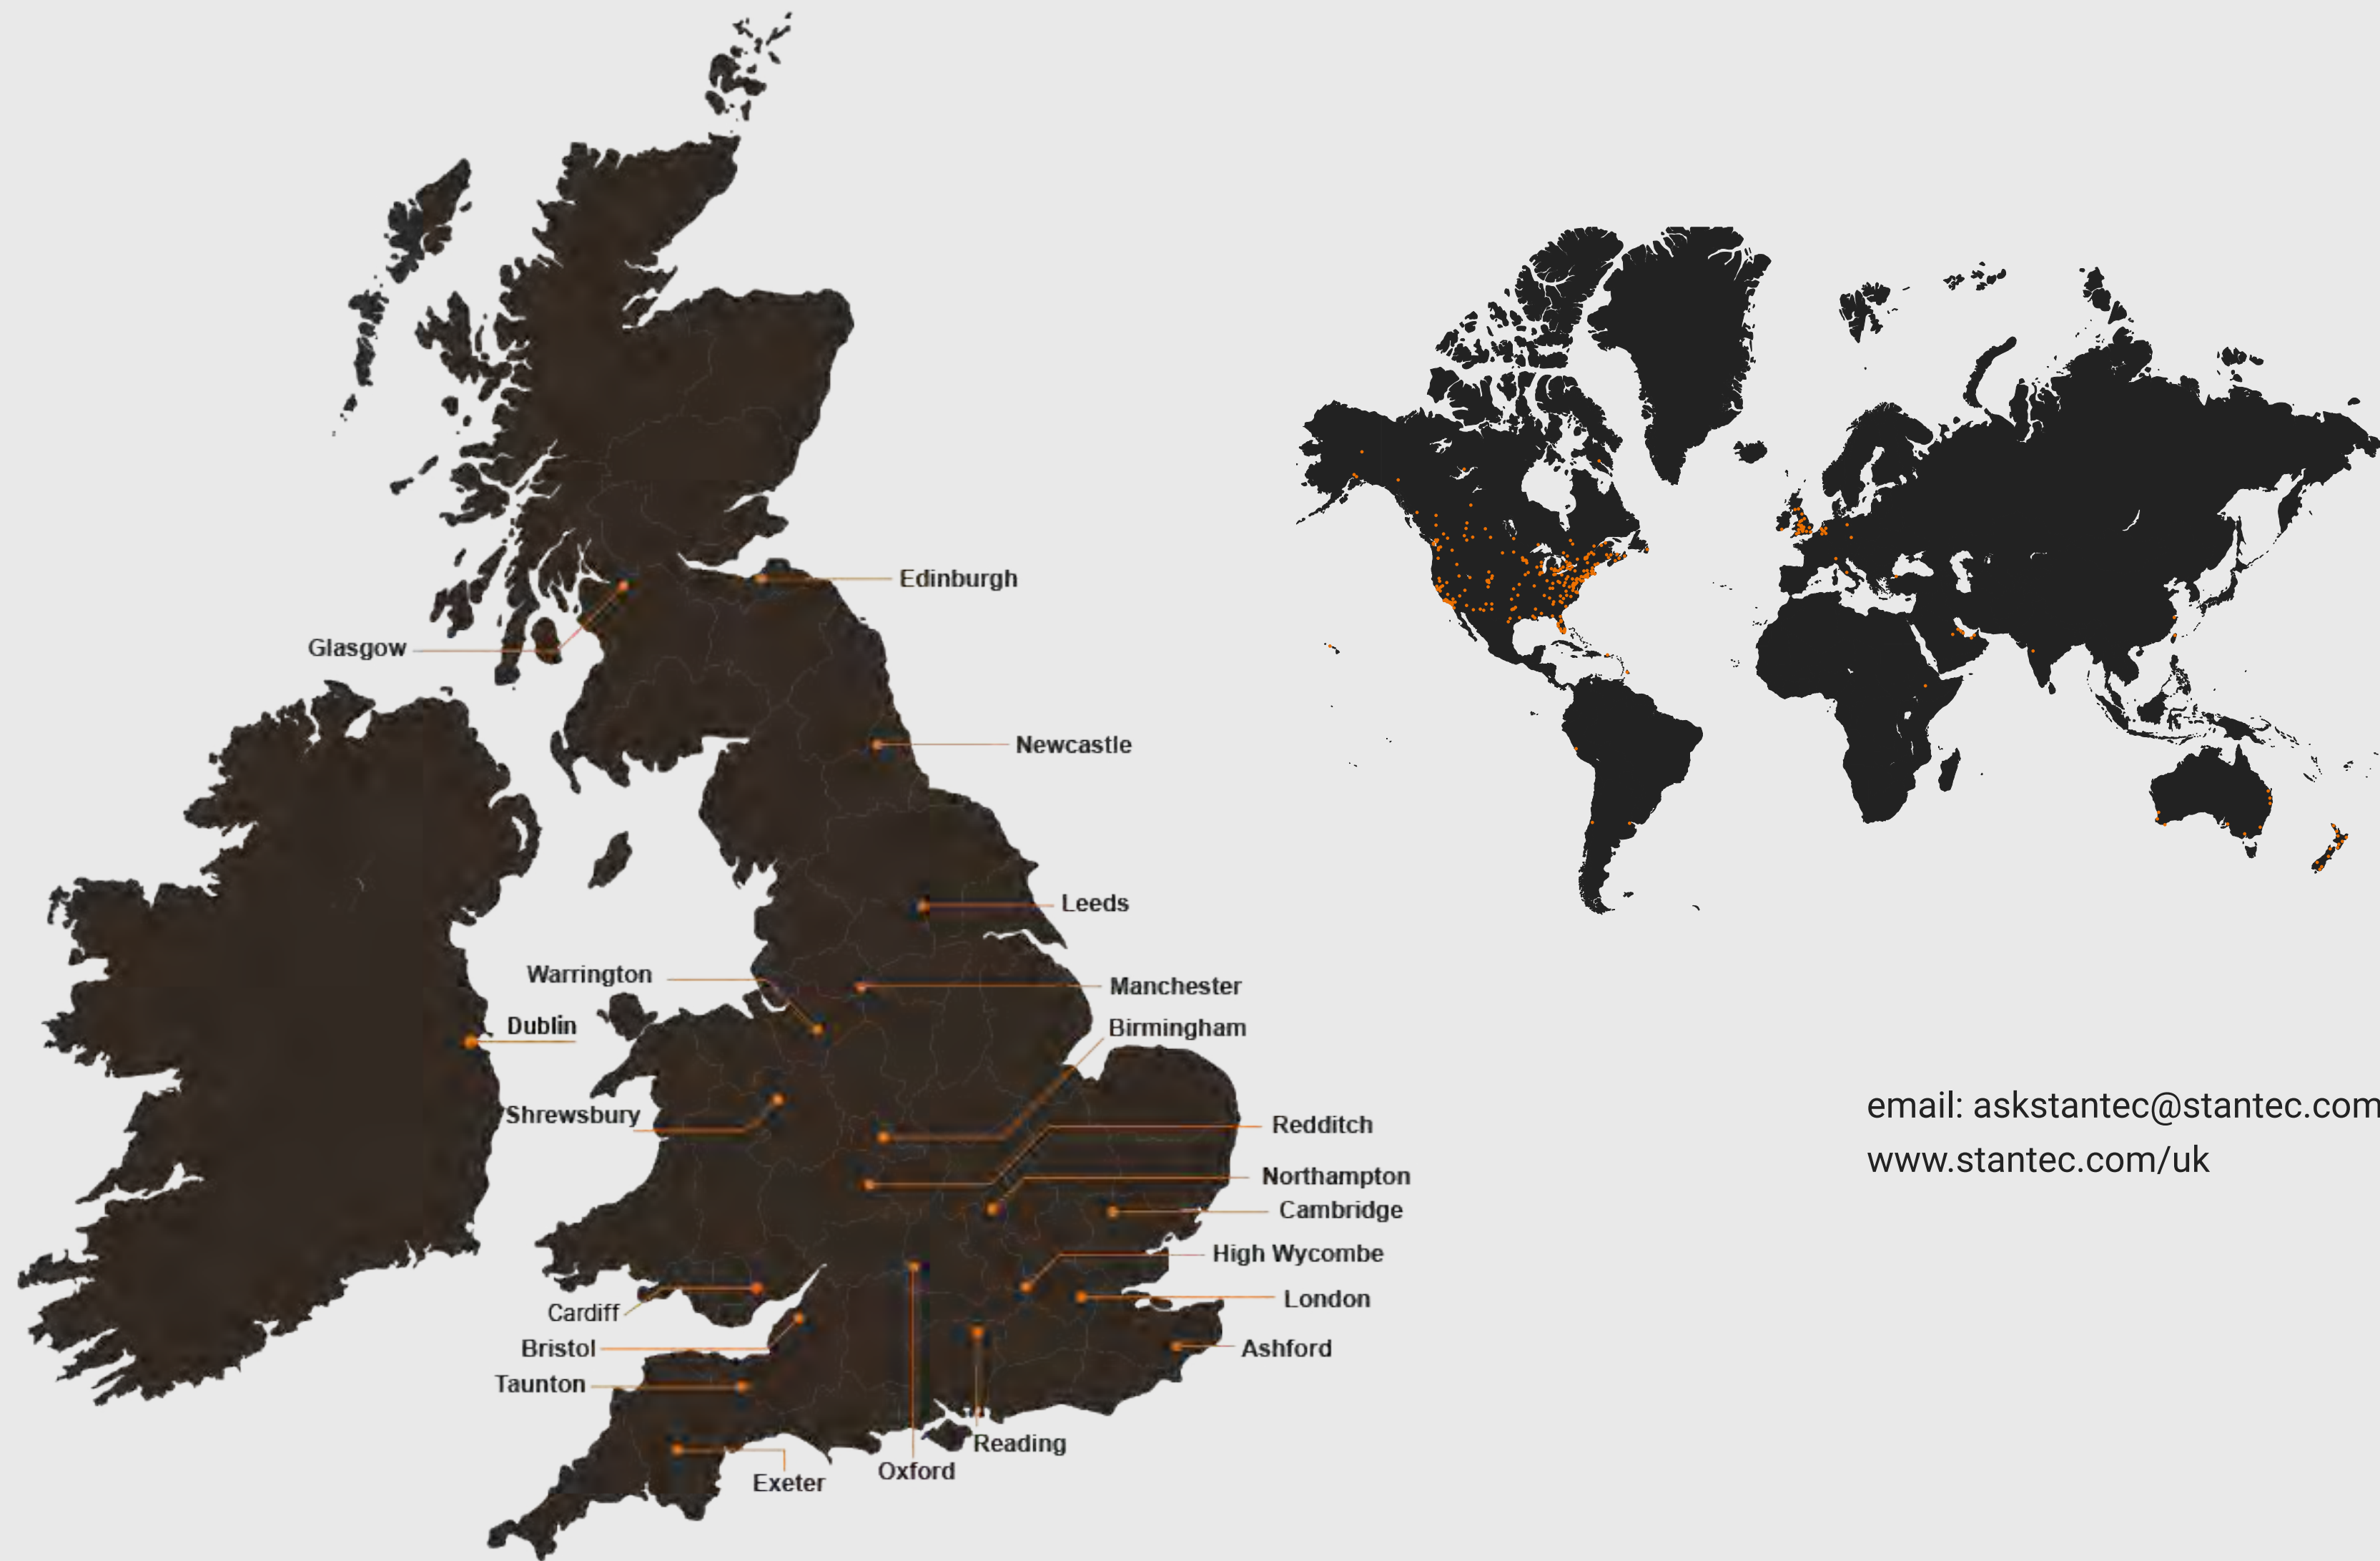 Edinburgh
Glasgow
Newcastle
Leeds
Warrington
Manchester
Dublin
Birmingham
Shrewsbury
Redditch
Northampton
Cambridge
High Wycombe
London
Cardiff
Bristol
Ashford
Taunton
Reading
Oxford
Exeter
email: askstantec@stantec.com
www.stantec.com/uk